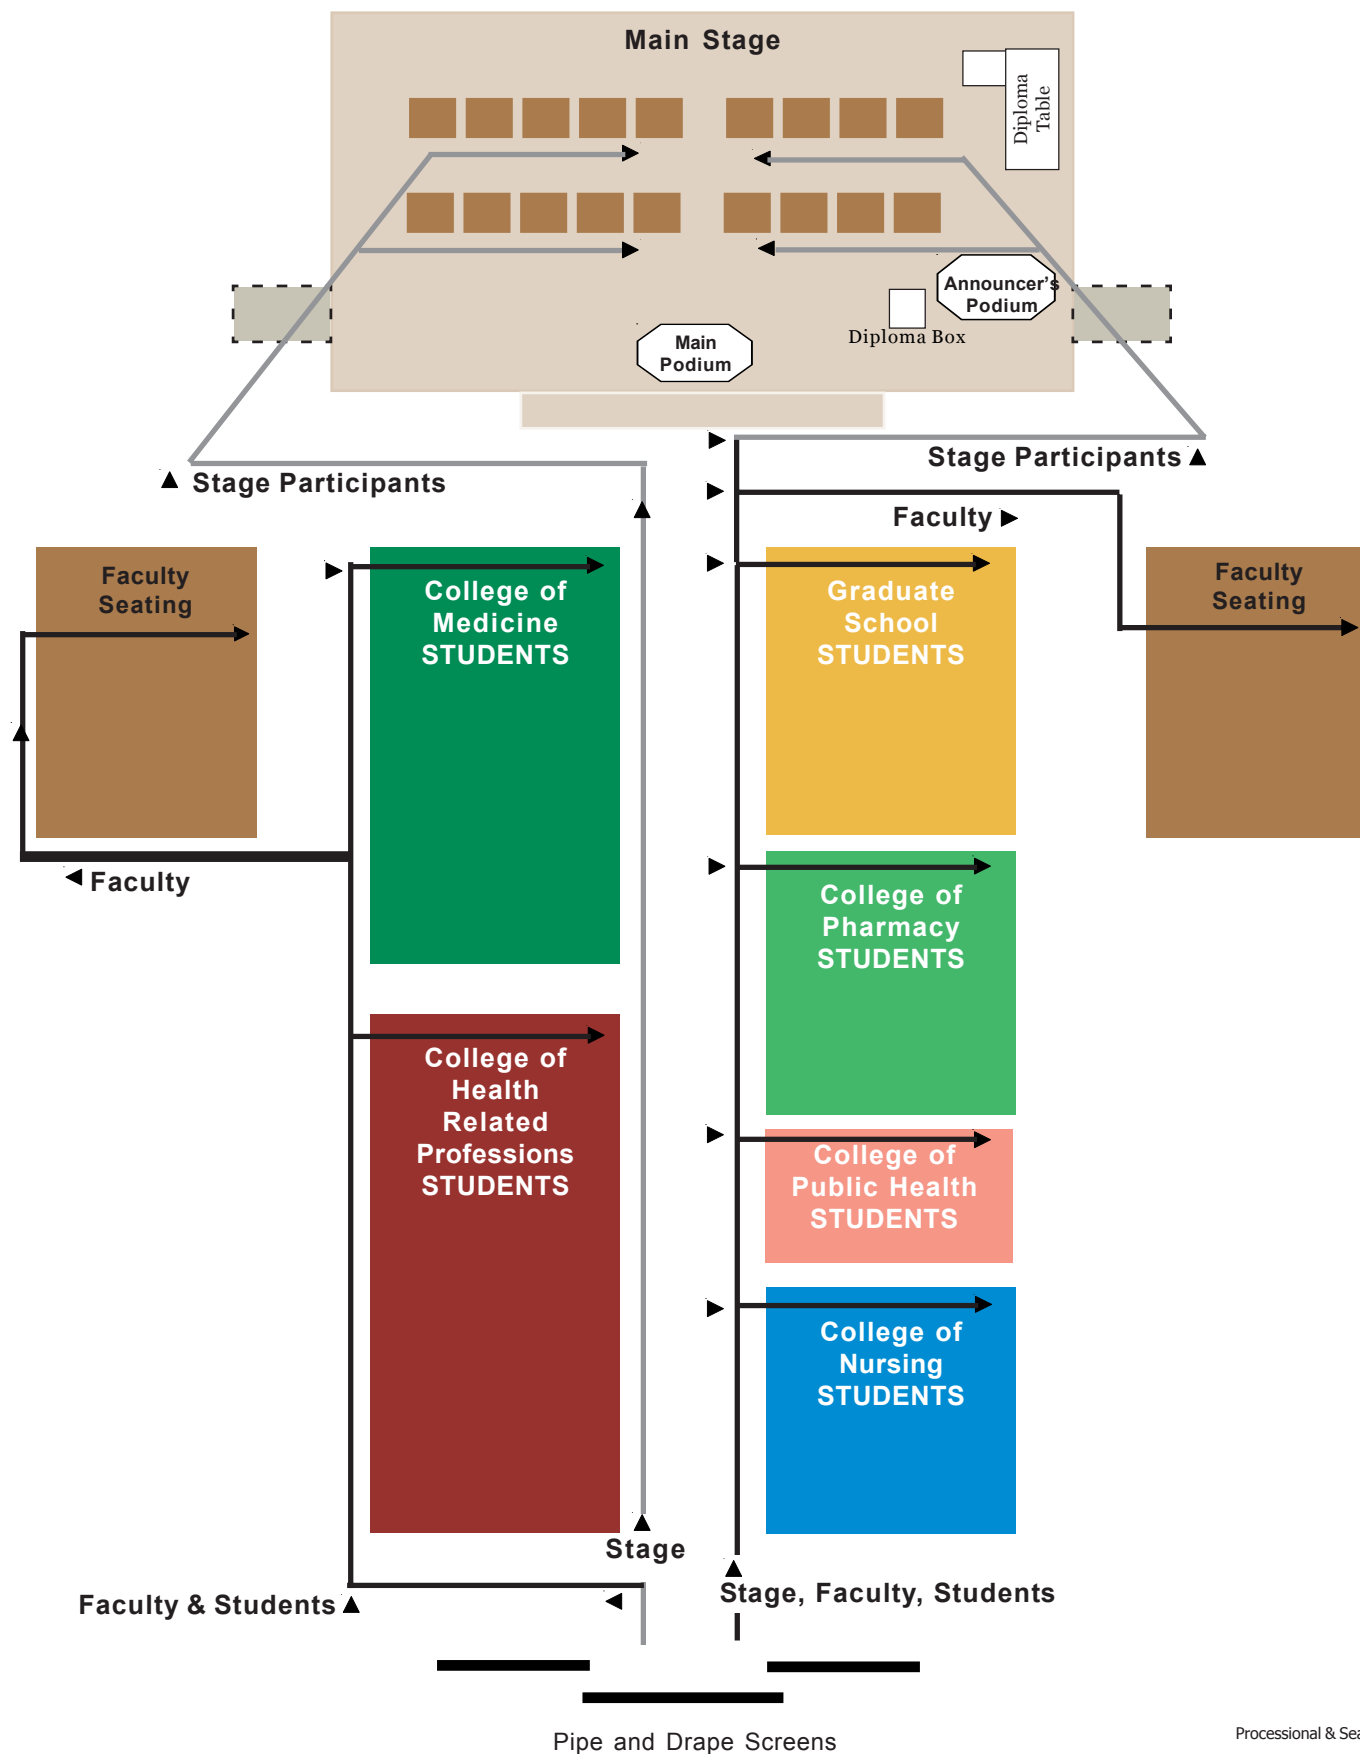 Main Stage
Diploma
Table
Announcer's
Podium
Diploma Box
Main
Podium
Stage Participants
Stage Participants
Faculty
Faculty
Seating
College of
Medicine
STUDENTS
Graduate
School
STUDENTS
Faculty
Seating
Faculty
College of
Pharmacy
STUDENTS
College of
Health
Related
Professions
STUDENTS
College of
Public Health
STUDENTS
College of
Nursing
STUDENTS
Stage
Faculty & Students
Stage, Faculty, Students
Pipe and Drape Screens
Processional &